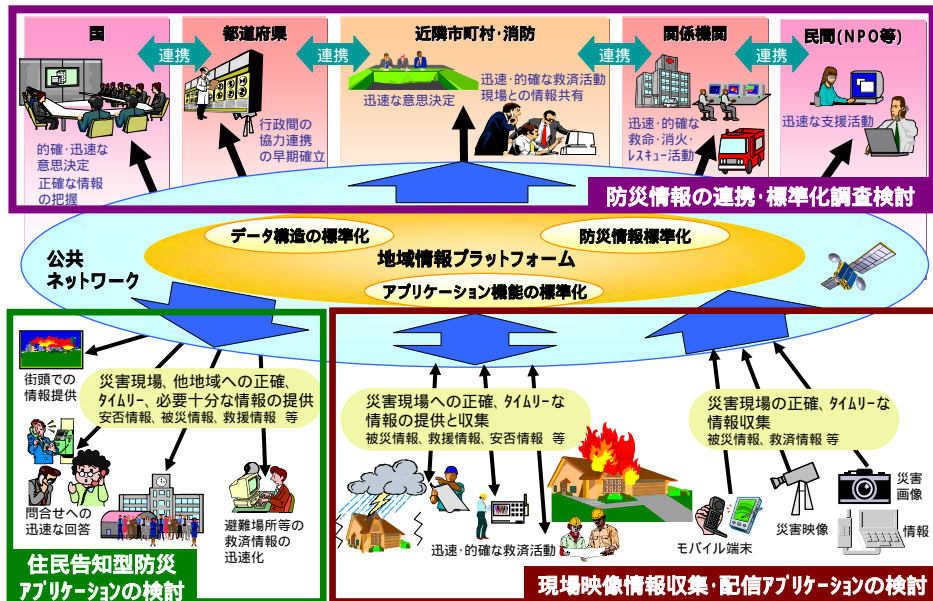 国
都道府県
近隣市町村・消防
関係機関
民間(NPO等)
連携
連携
連携
連携
的確・迅速な
意思決定
正確な情報
の把握
行政間の
協力連携
の早期確立
迅速な意思決定
迅速・的確な救済活動
現場との情報共有
迅速・的確な
救命・消火・
ﾚｽｷｭｰ活動
迅速な支援活動
防災情報の連携・標準化調査検討
公共
ネットワーク
データ構造の標準化
防災情報標準化
地域情報プラットフォーム
アプリケーション機能の標準化
街頭での
情報提供
災害現場、他地域への正確、
ﾀｲﾑﾘｰ、必要十分な情報の提供
安否情報、被災情報、救援情報 等
問合せへの
迅速な回答
避難場所等の
救済情報の
迅速化
住民告知型防災
ｱﾌﾟﾘｹｰｼｮﾝの検討
災害現場への正確、ﾀｲﾑﾘｰな
情報の提供と収集
被災情報、救援情報、安否情報 等
迅速・的確な救済活動
災害現場の正確、ﾀｲﾑﾘｰな
情報収集
被災情報、救済情報 等
モバイル端末
災害映像
災害
画像
情報
現場映像情報収集・配信ｱﾌﾟﾘｹｰｼｮﾝの検討